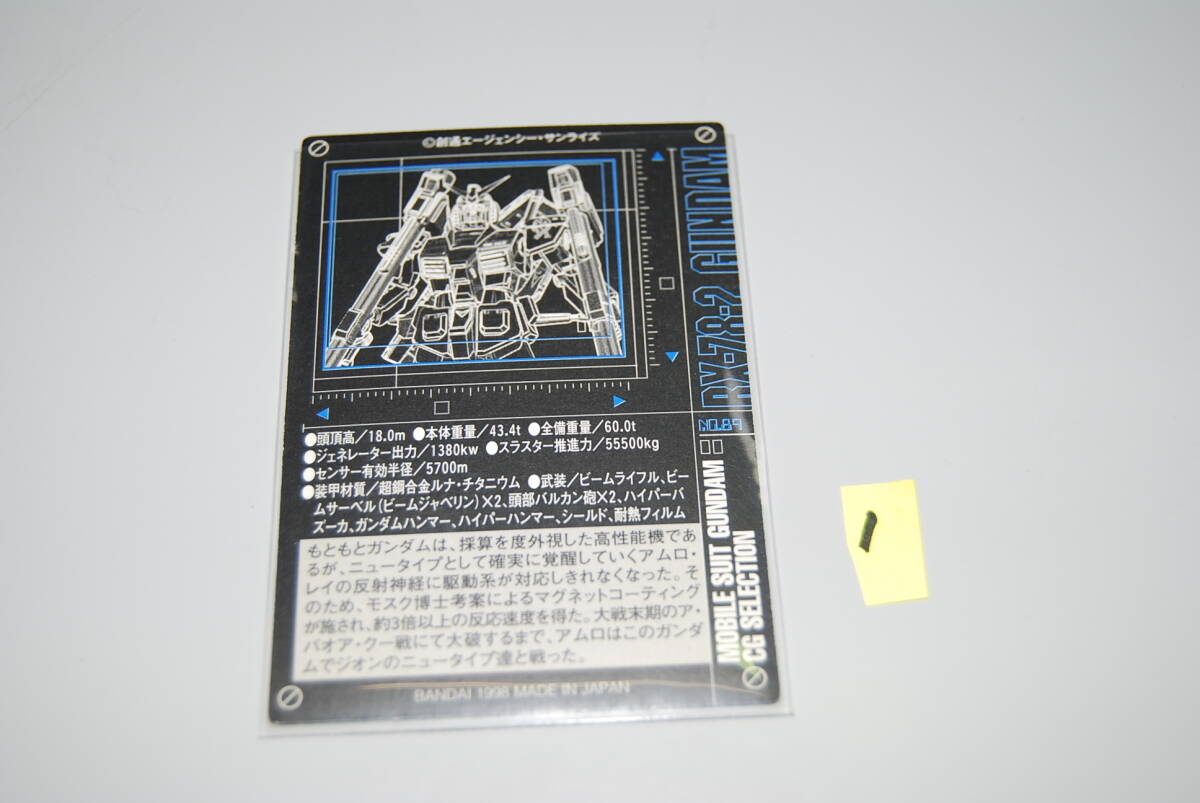 ©創通エージェンシー・サンライズ
RX-78-2 GUNDAM
NO.89
●頭頂高／18.0m ●本体重量／43.4t ●全備重量／60.0t
●ジェネレーター出力／1380kw ●スラスター推進力／55500kg
●センサー有効半径／5700m
●装甲材質／超鋼合金ルナ・チタニウム ●武装／ビームライフル、ビー
ムサーベル(ビームジャベリン)×2、頭部バルカン砲×2、ハイパーバ
ズーカ、ガンダムハンマー、ハイパーハンマー、シールド、耐熱フィルム
もともとガンダムは、採算を度外視した高性能機であ
るが、ニュータイプとして確実に覚醒していくアムロ・
レイの反射神経に駆動系が対応しきれなくなった。そ
のため、モスク博士考案によるマグネットコーティング
が施され、約3倍以上の反応速度を得た。大戦末期のア・
バオア・クー戦にて大破するまで、アムロはこのガンダ
ムでジオンのニュータイプ達と戦った。
MOBILE SUIT GUNDAM
CG SELECTION
BANDAI 1998 MADE IN JAPAN